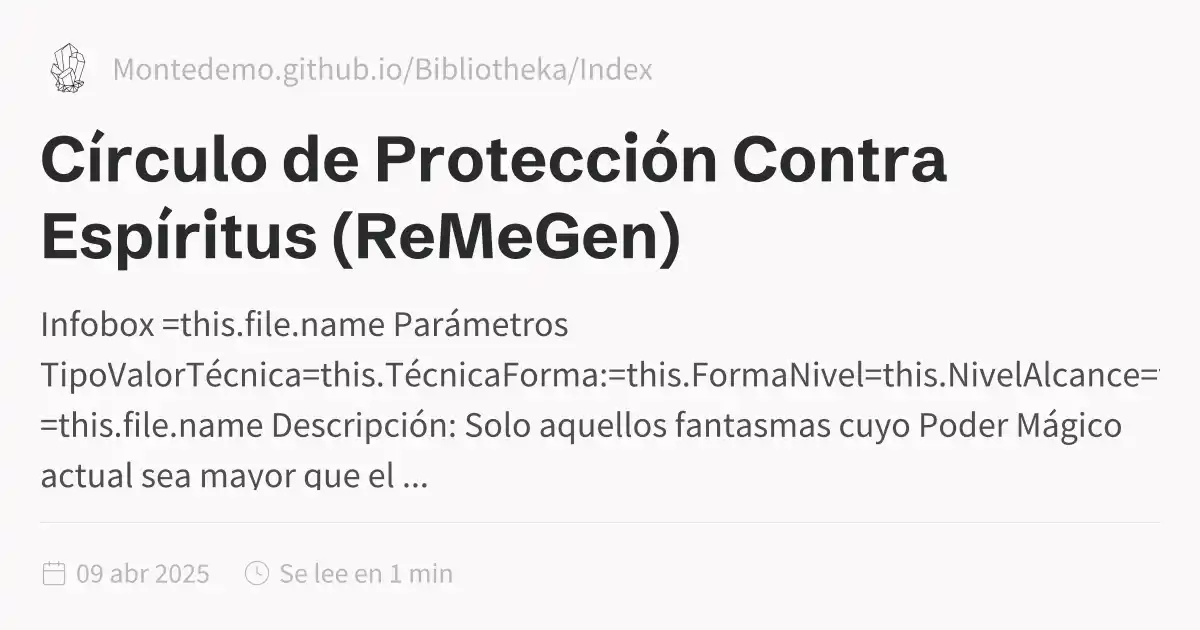 Montedemo.github.io/Bibliotheka/Index
Círculo de Protección Contra
Espíritus (ReMeGen)
Infobox =this.file.name Parámetros
TipoValorTécnica=this.TécnicaForma:=this.FormaNivel=this.NivelAlcance=
=this.file.name Descripción: Solo aquellos fantasmas cuyo Poder Mágico
actual sea mayor que el ...
09 abr 2025 Se lee en 1 min